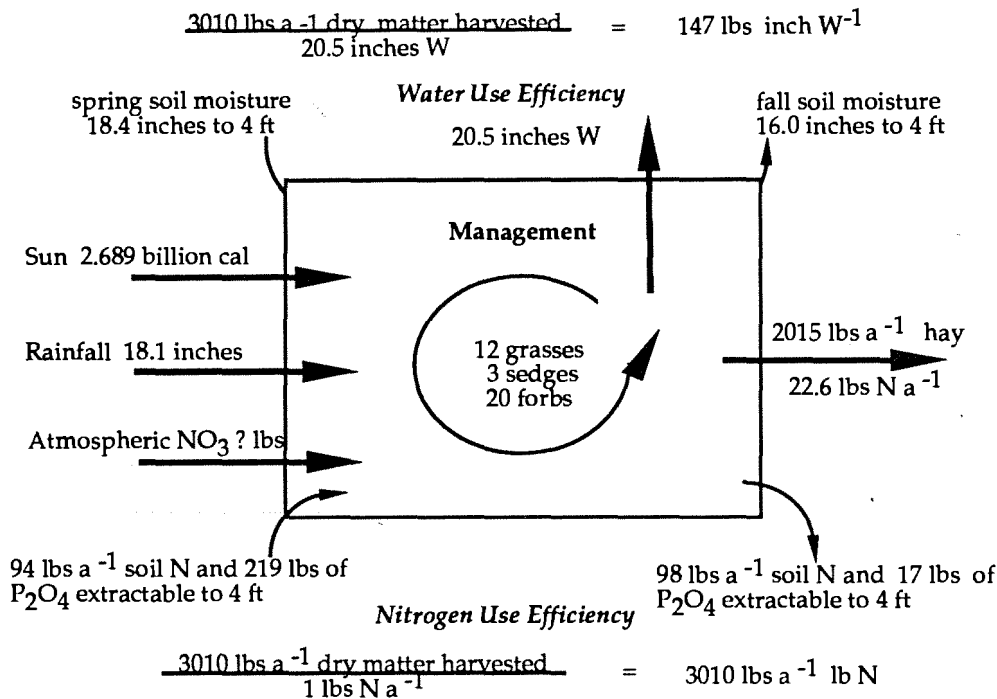 3010 lbs a -1 dry matter harvested = 147 lbs inch W-1
20.5 inches W
Water Use Efficiency
spring soil moisture
18.4 inches to 4 ft
20.5 inches W
fall soil moisture
16.0 inches to 4 ft
Management
Sun 2.689 billion cal
Rainfall 18.1 inches
Atmospheric NO3 ? lbs
12 grasses
3 sedges
20 forbs
2015 lbs a -1 hay
22.6 lbs N a -1
94 lbs a -1 soil N and 219 lbs of
P2O4 extractable to 4 ft
98 lbs a -1 soil N and 17 lbs of
P2O4 extractable to 4 ft
Nitrogen Use Efficiency
3010 lbs a -1 dry matter harvested = 3010 lbs a -1 lb N
1 lbs N a -1